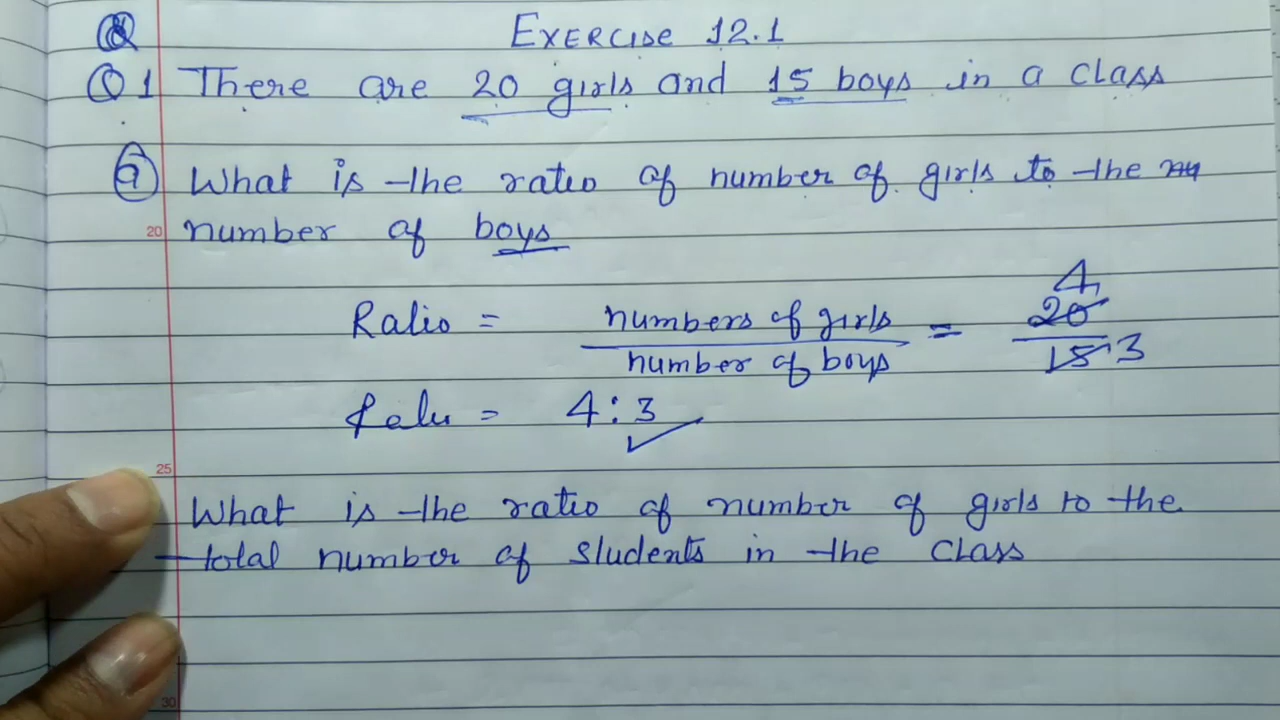 EXERCISE 12.1
Q1 There are 20 girls and 15 boys in a class
a What is the ratio of number of girls to the
20 number of boys
Ratio = numbers of girls / number of boys = 20 4 / 15 3
Ratio = 4:3
25
What is the ratio of number of girls to the
total number of students in the class
30